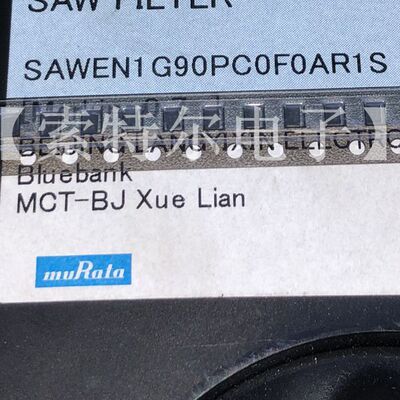 SAW FILTER
SAWEN1G90PC0F0AR1S
【索特尔电子】
Bluebank
MCT-BJ Xue Lian
muRata